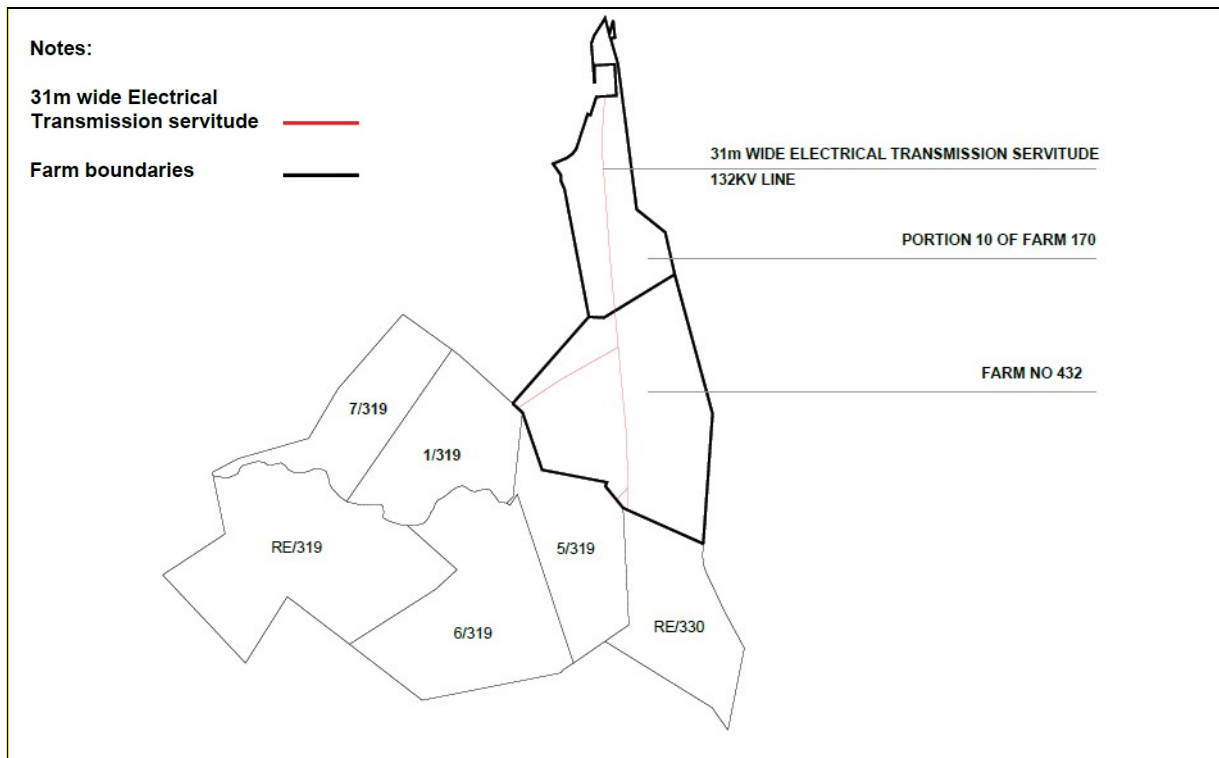 Notes:
31m wide Electrical
Transmission servitude
Farm boundaries
31m WIDE ELECTRICAL TRANSMISSION SERVITUDE
132KV LINE
PORTION 10 OF FARM 170
FARM NO 432
7/319
1/319
RE/319
5/319
6/319
RE/330